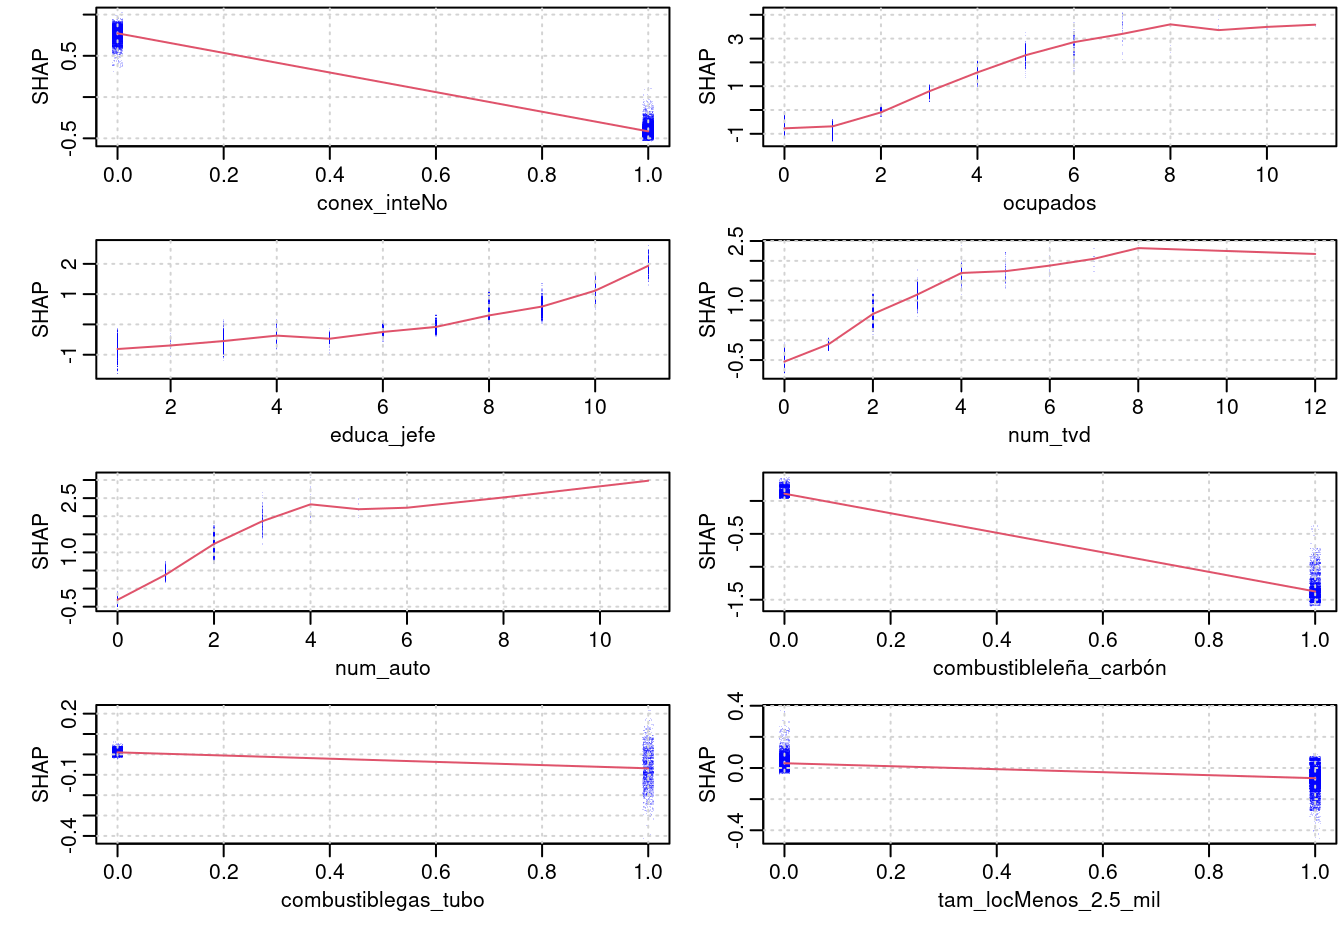 SHAP
0.5
-0.5
0.0 0.2 0.4 0.6 0.8 1.0
conex_inteNo
SHAP
3
1
-1
0 2 4 6 8 10
ocupados
SHAP
2
1
-1
2 4 6 8 10
educa_jefe
SHAP
2.5
1.0
-0.5
0 2 4 6 8 10 12
num_tvd
SHAP
2.5
1.0
-0.5
0 2 4 6 8 10
num_auto
SHAP
-0.5
-1.5
0.0 0.2 0.4 0.6 0.8 1.0
combustibleleña_carbón
SHAP
0.2
-0.1
-0.4
0.0 0.2 0.4 0.6 0.8 1.0
combustiblegas_tubo
SHAP
0.4
0.0
-0.4
0.0 0.2 0.4 0.6 0.8 1.0
tam_locMenos_2.5_mil